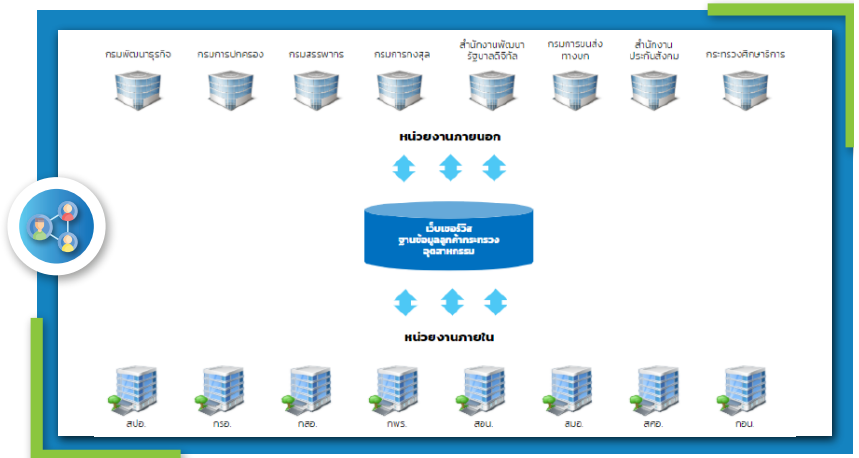 กรมพัฒนาธุรกิจ กรมการปกครอง กรมสรรพากร กรมการกงสุล สำนักงานพัฒนา รัฐบาลดิจิทัล กรมการขนส่ง ทางบก สำนักงาน ประกันสังคม กระทรวงศึกษาธิการ
หน่วยงานภายนอก
เว็บเซอร์วิส
ฐานข้อมูลลูกค้ากระทรวง
อุตสาหกรรม
หน่วยงานภายใน
สปอ. กรอ. กสอ. กพร. สอน. สมอ. สศอ. กอน.